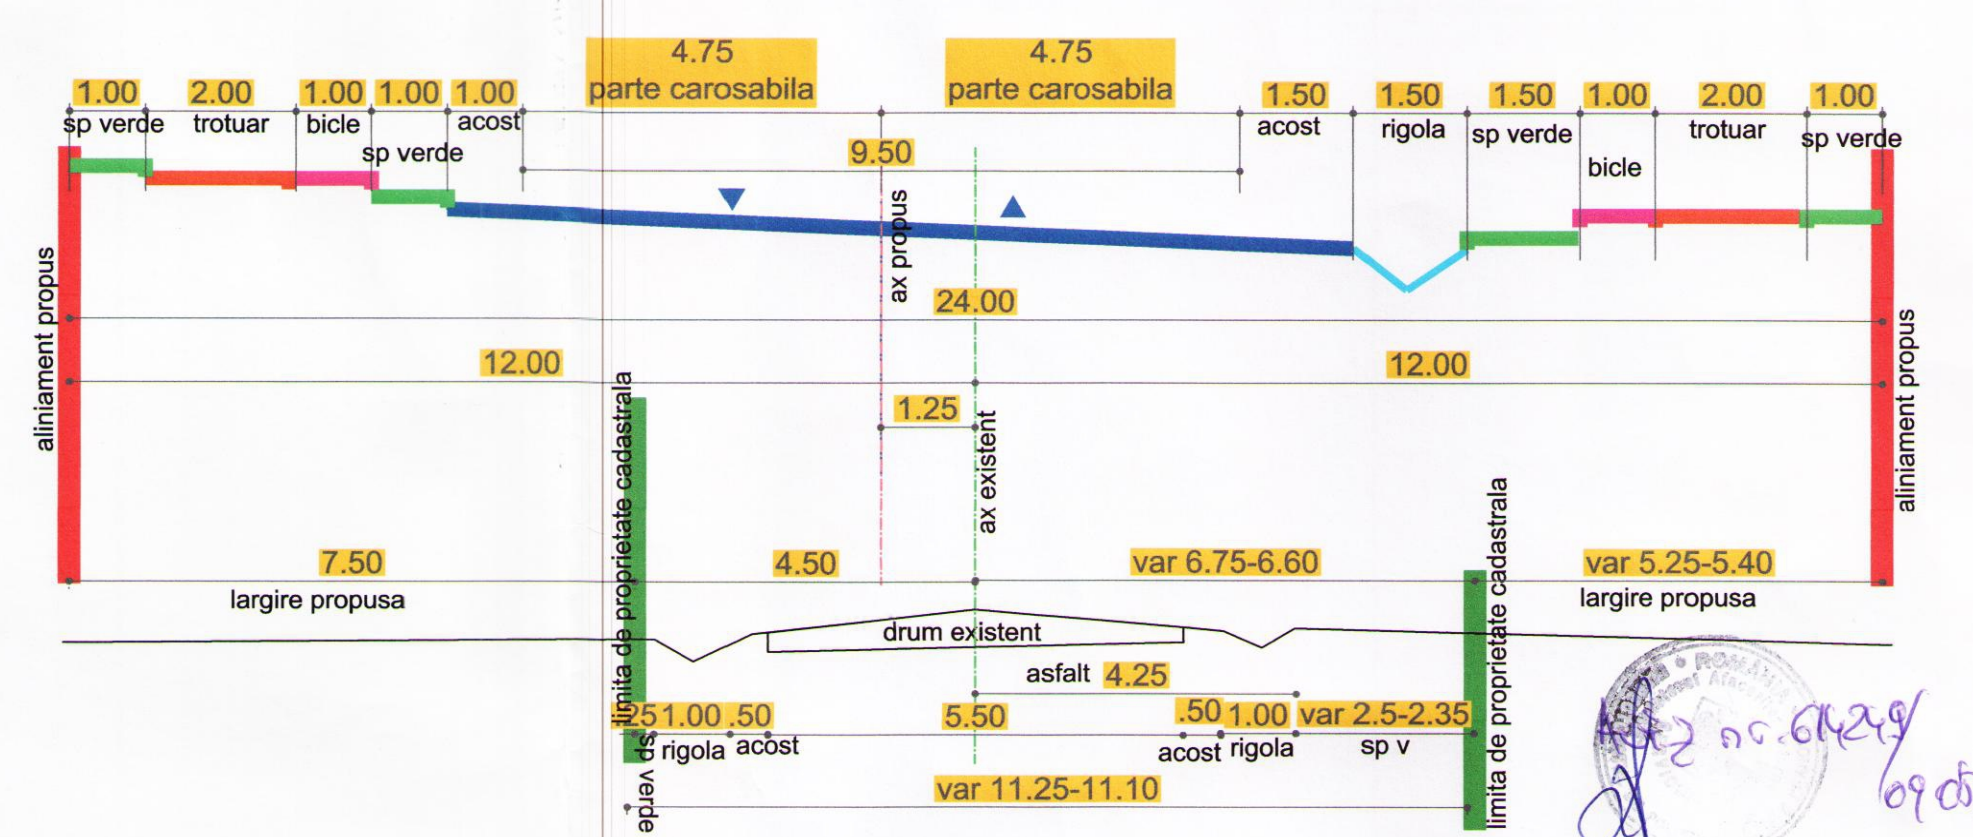 4.75 4.75
1.00 2.00 1.00 1.00 1.00 parte carosabila parte carosabila 1.50 1.50 1.50 1.00 2.00 1.00
sp verde trotuar bicle acost acost rigola sp verde trotuar sp verde
sp verde 9.50 bicle
ax propus
24.00
aliniament propus
12.00 12.00
aliniament propus
limita de proprietate cadastrala
1.25
ax existent
limita de proprietate cadastrala
7.50 4.50 var 6.75-6.60 var 5.25-5.40
largire propusa largire propusa
drum existent
asfalt 4.25
.25 1.00 .50 5.50 .50 1.00 var 2.5-2.35
sp verde rigola acost acost rigola sp v
var 11.25-11.10
ROMÂNIA
nr. 614249/
09